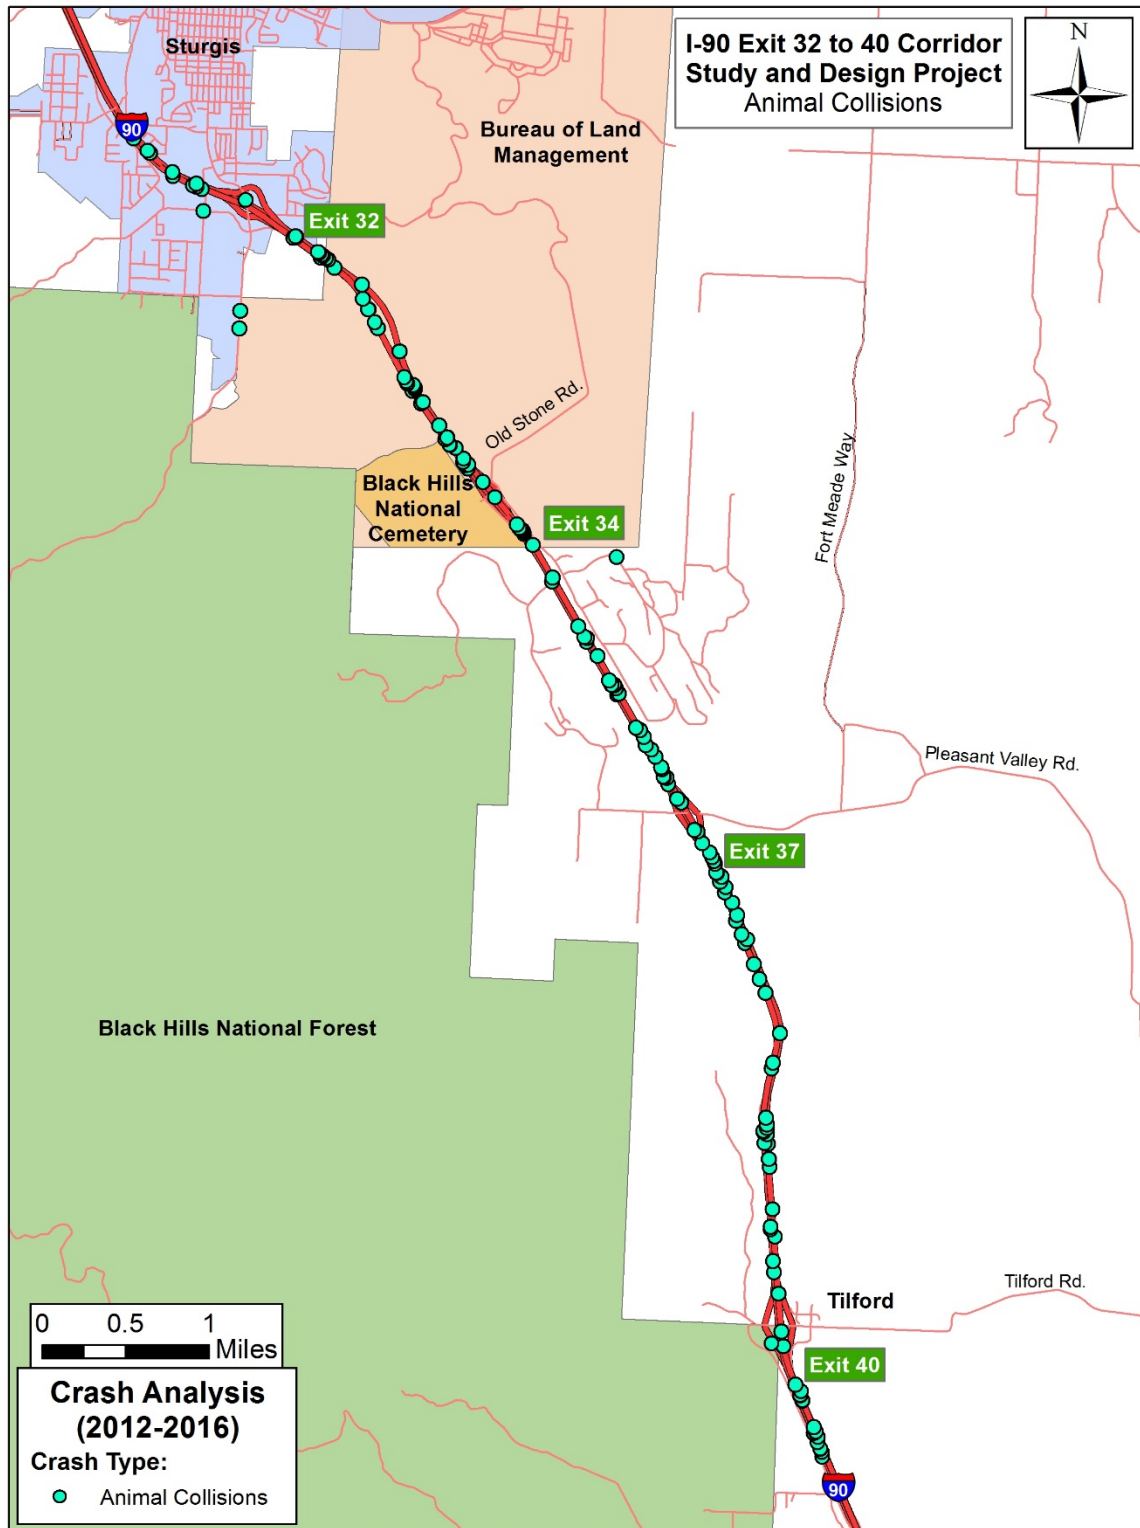 I-90 Exit 32 to 40 Corridor
Study and Design Project
Animal Collisions
N
Sturgis
90
Bureau of Land
Management
Exit 32
Old Stone Rd.
Black Hills
National
Cemetery
Exit 34
Fort Meade Way
Pleasant Valley Rd.
Exit 37
Black Hills National Forest
Tilford
Tilford Rd.
Exit 40
90
0 0.5 1
Miles
Crash Analysis
(2012-2016)
Crash Type:
Animal Collisions